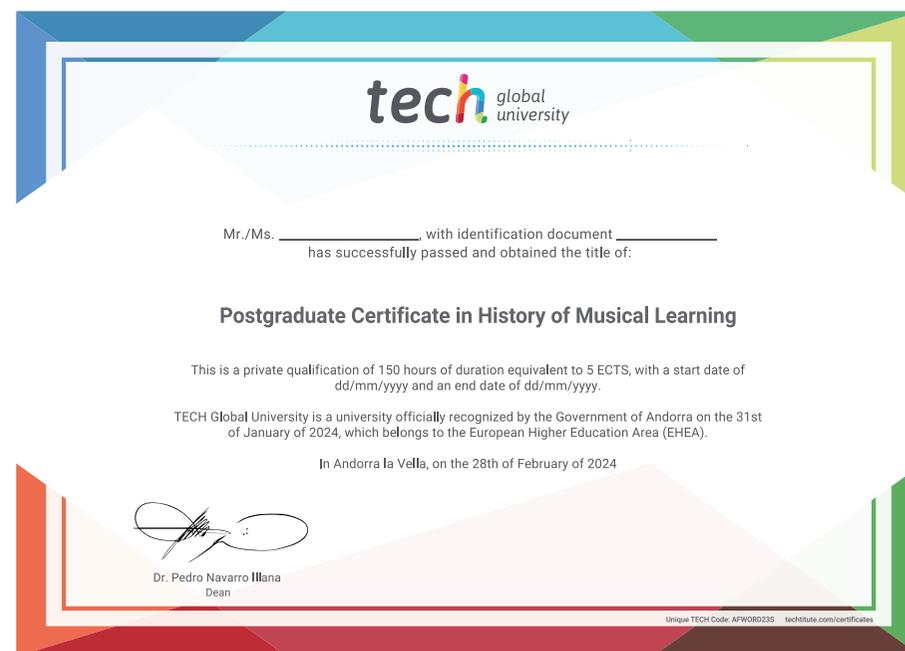 tech global
university
Mr./Ms. ________________, with identification document ____________
has successfully passed and obtained the title of:
Postgraduate Certificate in History of Musical Learning
This is a private qualification of 150 hours of duration equivalent to 5 ECTS, with a start date of
dd/mm/yyyy and an end date of dd/mm/yyyy.
TECH Global University is a university officially recognized by the Government of Andorra on the 31st
of January of 2024, which belongs to the European Higher Education Area (EHEA).
In Andorra la Vella, on the 28th of February of 2024
Dr. Pedro Navarro Illana
Dean
Unique TECH Code: AFWORD23S techtitute.com/certificates